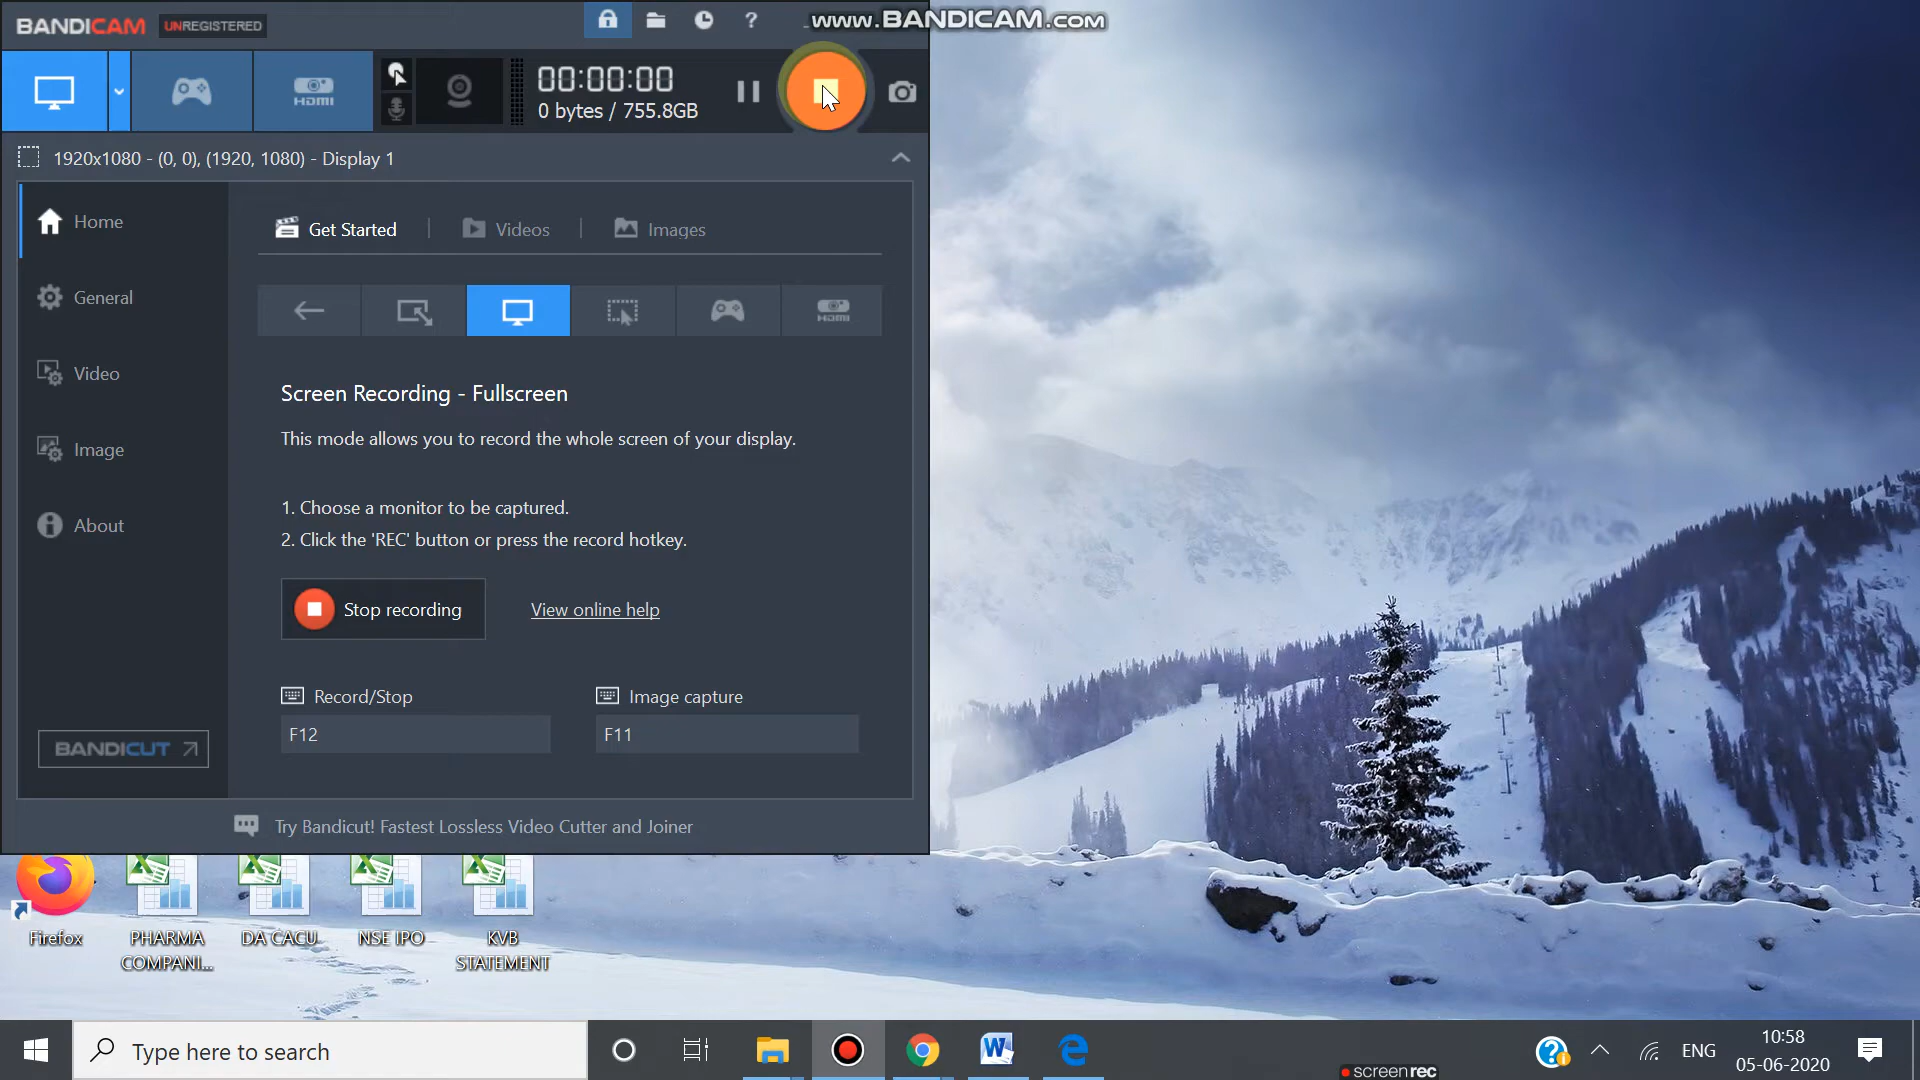 BANDICAM UNREGISTERED
?
www.BANDICAM.com
HDMI
00:00:00
0 bytes / 755.8GB
1920x1080 - (0, 0), (1920, 1080) - Display 1
Home
General
Video
Image
About
BANDICUT
Get Started
Videos
Images
HDMI
Screen Recording - Fullscreen
This mode allows you to record the whole screen of your display.
1. Choose a monitor to be captured.
2. Click the 'REC' button or press the record hotkey.
Stop recording
View online help
Record/Stop
Image capture
F12
F11
Try Bandicut! Fastest Lossless Video Cutter and Joiner
Firefox
PHARMA
COMPANI...
DA CACU
NSE IPO
KVB
STATEMENT
Type here to search
W
?
ENG
10:58
05-06-2020
screenrec